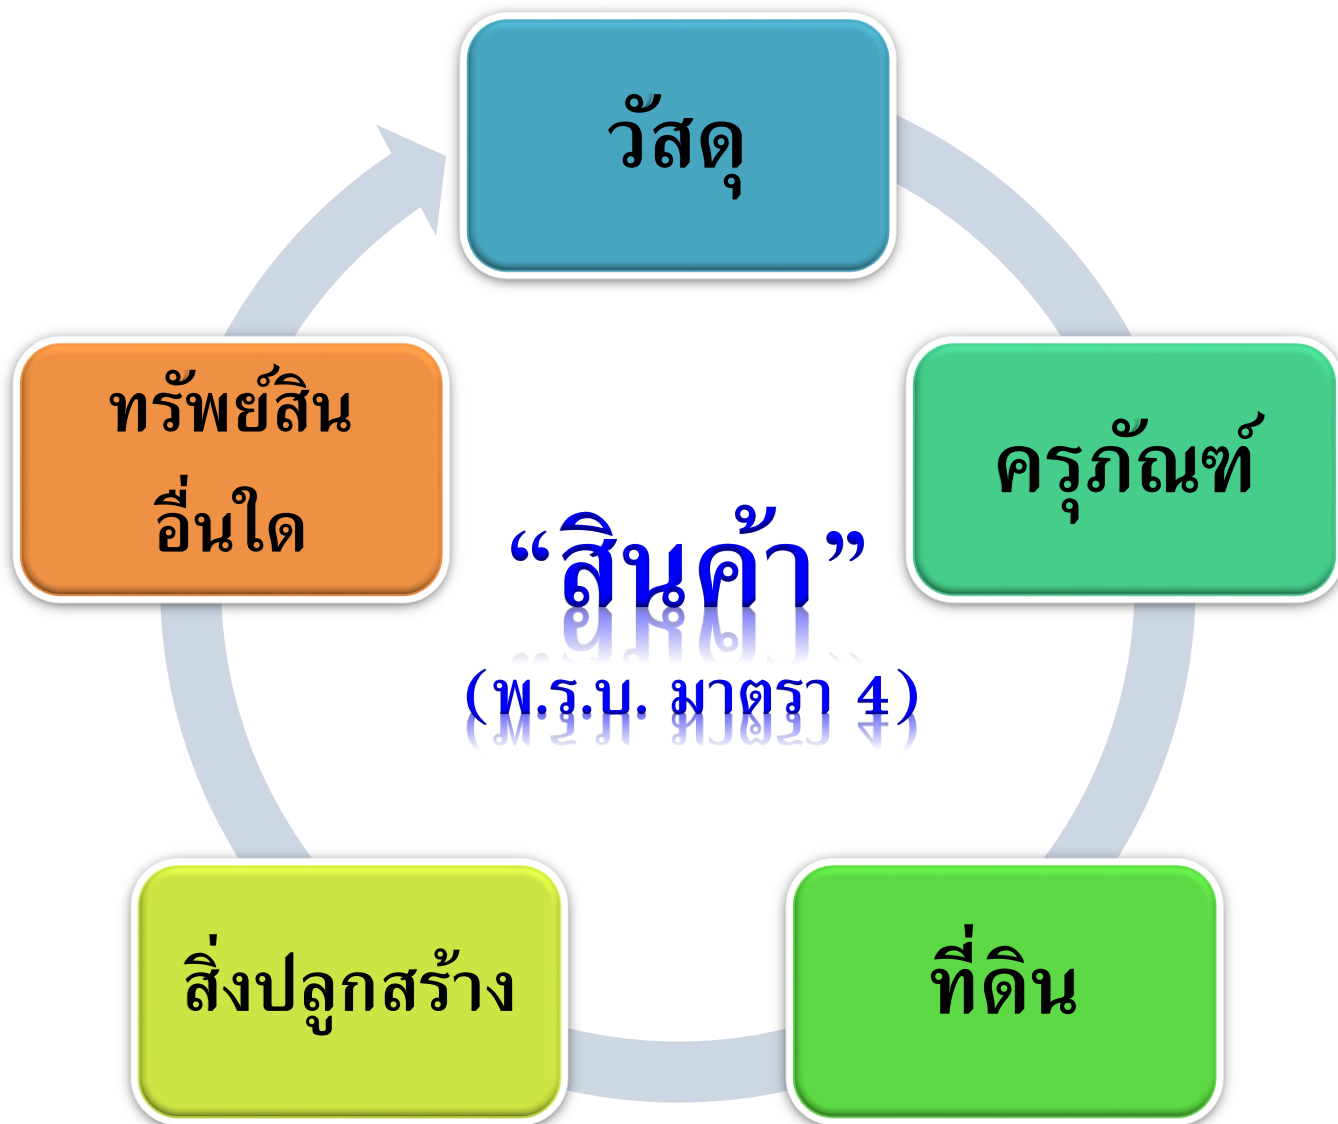 วัสดุ
ครุภัณฑ์
ที่ดิน
สิ่งปลูกสร้าง
ทรัพย์สิน
อื่นใด
“สินค้า”
(พ.ร.บ. มาตรา 4)